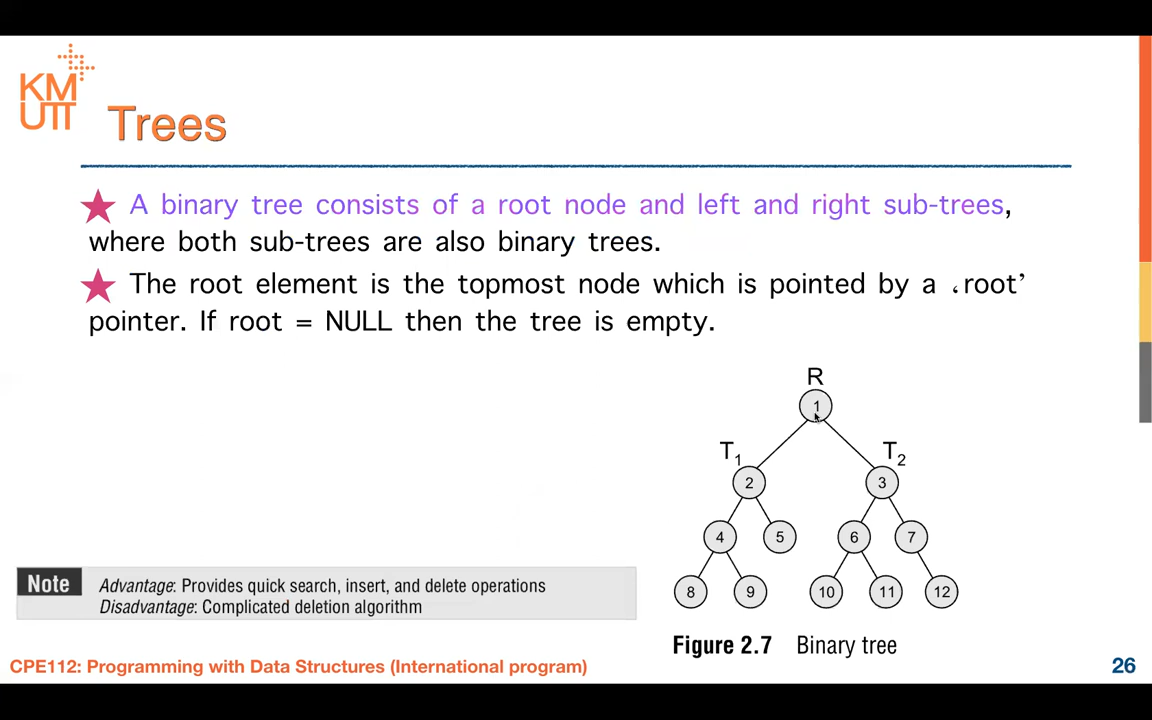 KM
UTT
Trees
★ A binary tree consists of a root node and left and right sub-trees,
where both sub-trees are also binary trees.
★ The root element is the topmost node which is pointed by a ‘root’
pointer. If root = NULL then the tree is empty.
R
1
T1
T2
2
3
4
5
6
7
8
9
10
11
12
Figure 2.7 Binary tree
Note
Advantage: Provides quick search, insert, and delete operations
Disadvantage: Complicated deletion algorithm
CPE112: Programming with Data Structures (International program)
26